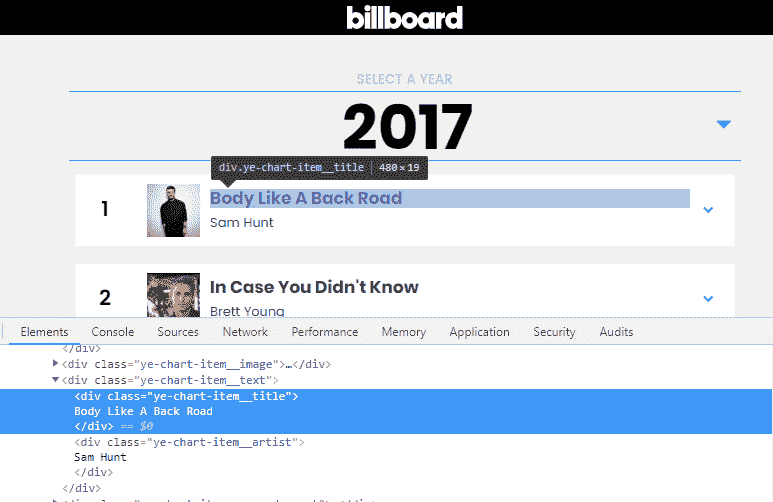 billboard
SELECT A YEAR
2017
div.ye-chart-item__title | 480×19
1
Body Like A Back Road
Sam Hunt
2
In Case You Didn't Know
Brett Young
Elements Console Sources Network Performance Memory Application Security Audits
</div>
<div class="ye-chart-item__image">…</div>
<div class="ye-chart-item__text">
<div class="ye-chart-item__title">
Body Like A Back Road
</div> == $0
<div class="ye-chart-item__artist">
Sam Hunt
</div>
</div>